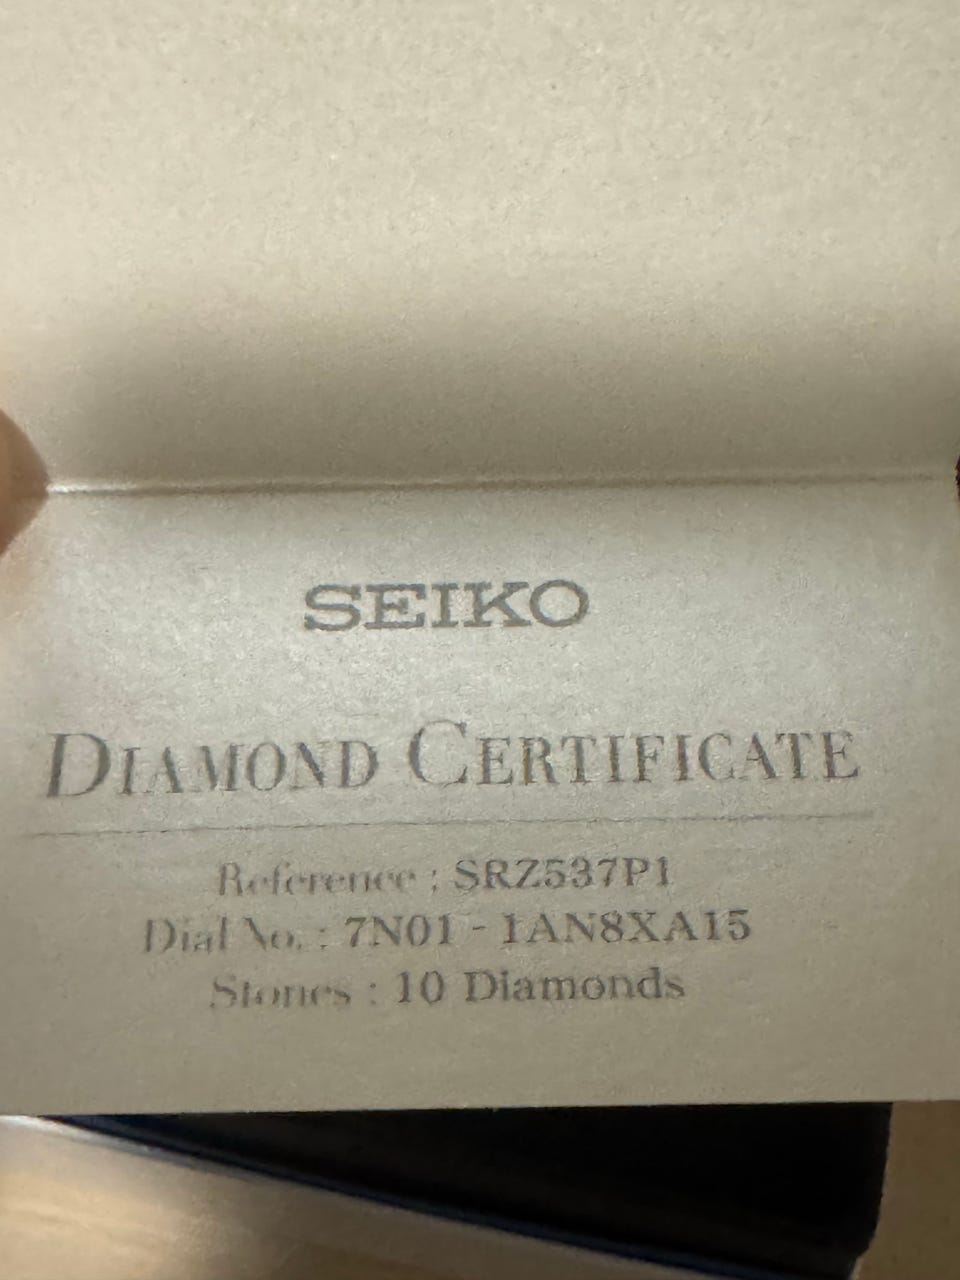 SEIKO
DIAMOND CERTIFICATE
Reference : SRZ537P1
Dial No. : 7N01 - 1AN8XA15
Stones : 10 Diamonds